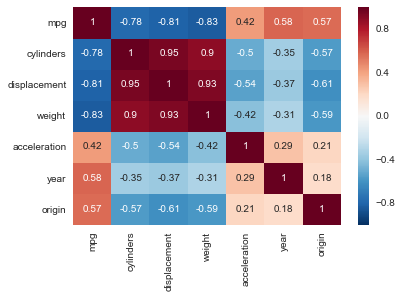 mpg 1 -0.78 -0.81 -0.83 0.42 0.58 0.57
cylinders -0.78 1 0.95 0.9 -0.5 -0.35 -0.57
displacement -0.81 0.95 1 0.93 -0.54 -0.37 -0.61
weight -0.83 0.9 0.93 1 -0.42 -0.31 -0.59
acceleration 0.42 -0.5 -0.54 -0.42 1 0.29 0.21
year 0.58 -0.35 -0.37 -0.31 0.29 1 0.18
origin 0.57 -0.57 -0.61 -0.59 0.21 0.18 1
mpg cylinders displacement weight acceleration year origin
0.8
0.4
0.0
-0.4
-0.8